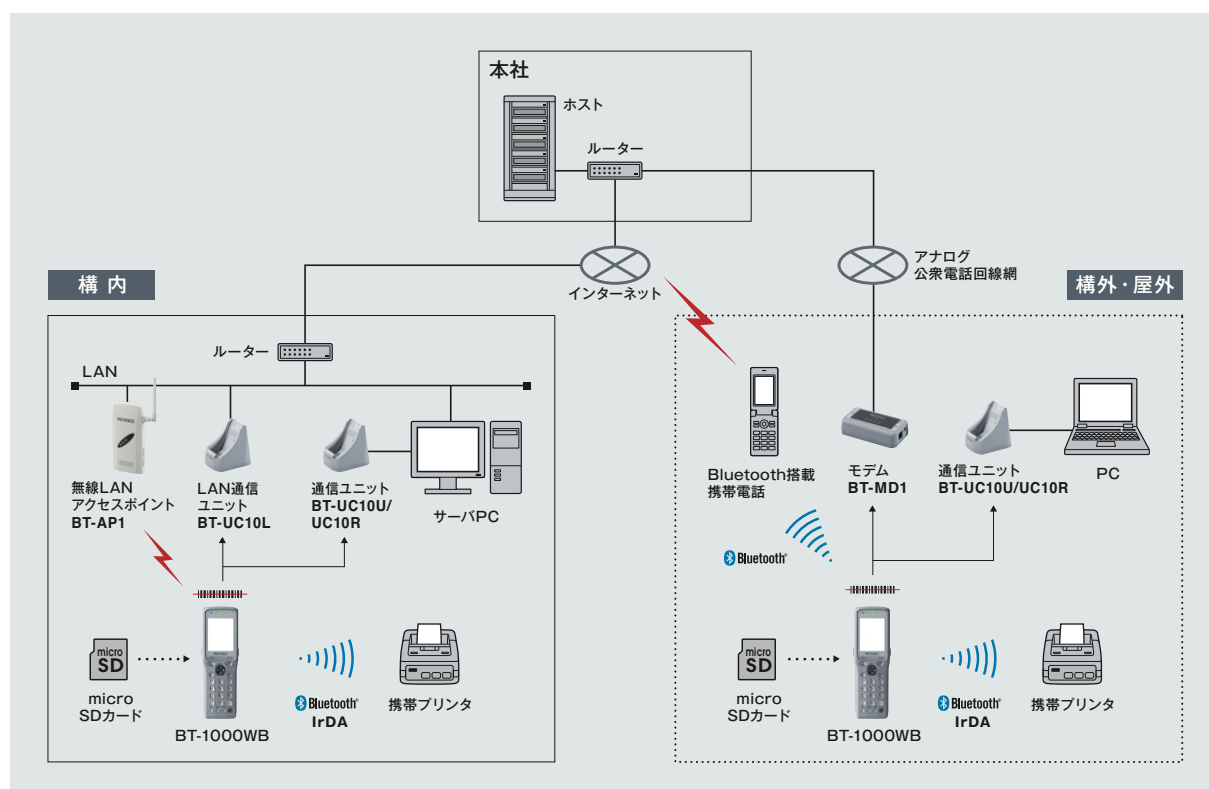 本社
ホスト
ルーター
アナログ
公衆電話回線網
インターネット
構内
ルーター
LAN
無線LAN
アクセスポイント
BT-AP1
LAN通信
ユニット
BT-UC10L
通信ユニット
BT-UC10U/
UC10R
サーバPC
micro
SD
micro
SDカード
BT-1000WB
Bluetooth®
IrDA
携帯プリンタ
構外・屋外
Bluetooth搭載
携帯電話
モデム
BT-MD1
通信ユニット
BT-UC10U/UC10R
PC
Bluetooth®
micro
SD
micro
SDカード
BT-1000WB
Bluetooth®
IrDA
携帯プリンタ